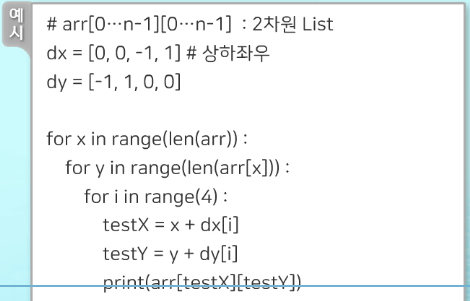 예
시
# arr[0…n-1][0…n-1] : 2차원 List
dx = [0, 0, -1, 1] # 상하좌우
dy = [-1, 1, 0, 0]
for x in range(len(arr)) :
for y in range(len(arr[x])) :
for i in range(4) :
testX = x + dx[i]
testY = y + dy[i]
print(arr[testX][testY])